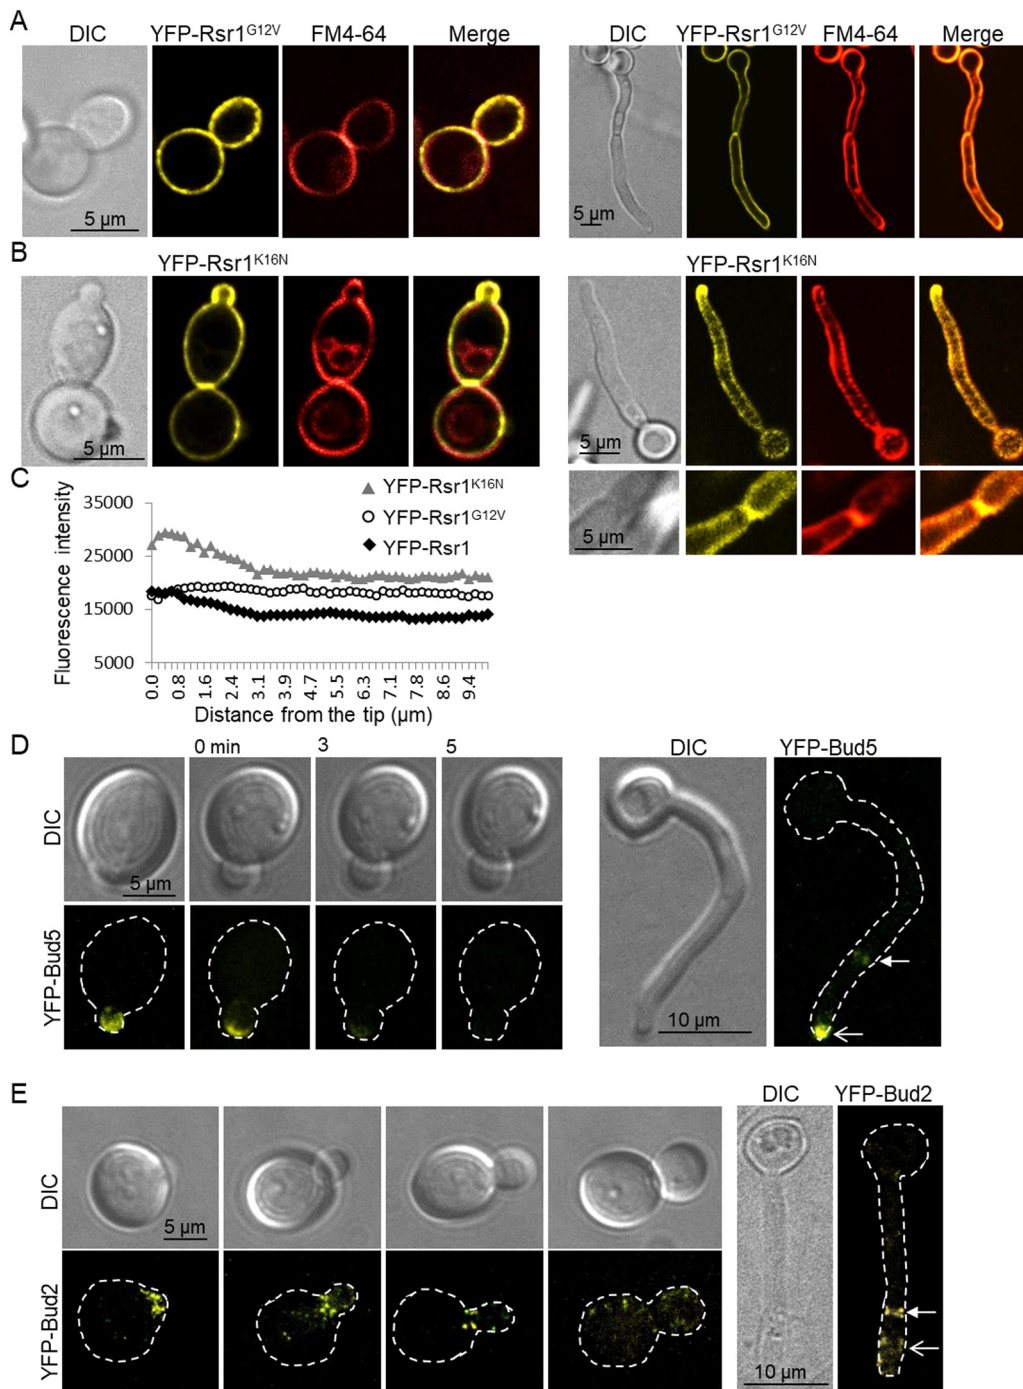 A
DIC YFP-Rsr1G12V FM4-64 Merge
DIC YFP-Rsr1G12V FM4-64 Merge
5 µm
5 µm
B
YFP-Rsr1K16N
YFP-Rsr1K16N
5 µm
5 µm
5 µm
C
YFP-Rsr1K16N
YFP-Rsr1G12V
YFP-Rsr1
Fluorescence intensity
35000
25000
15000
5000
0.0 0.8 1.6 2.4 3.1 3.9 4.7 5.5 6.3 7.1 7.8 8.6 9.4
Distance from the tip (µm)
D
0 min 3 5
DIC
5 µm
YFP-Bud5
DIC YFP-Bud5
10 µm
E
DIC
5 µm
YFP-Bud2
DIC YFP-Bud2
10 µm